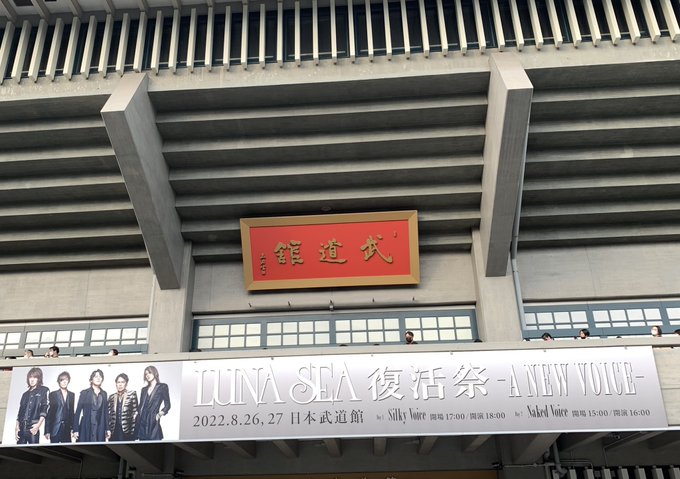 武道館
LUNA SEA 復活祭 -A NEW VOICE-
2022.8.26, 27 日本武道館 Day1 Silky Voice 開場 17:00 / 開演 18:00 Day2 Naked Voice 開場 15:00 / 開演 16:00